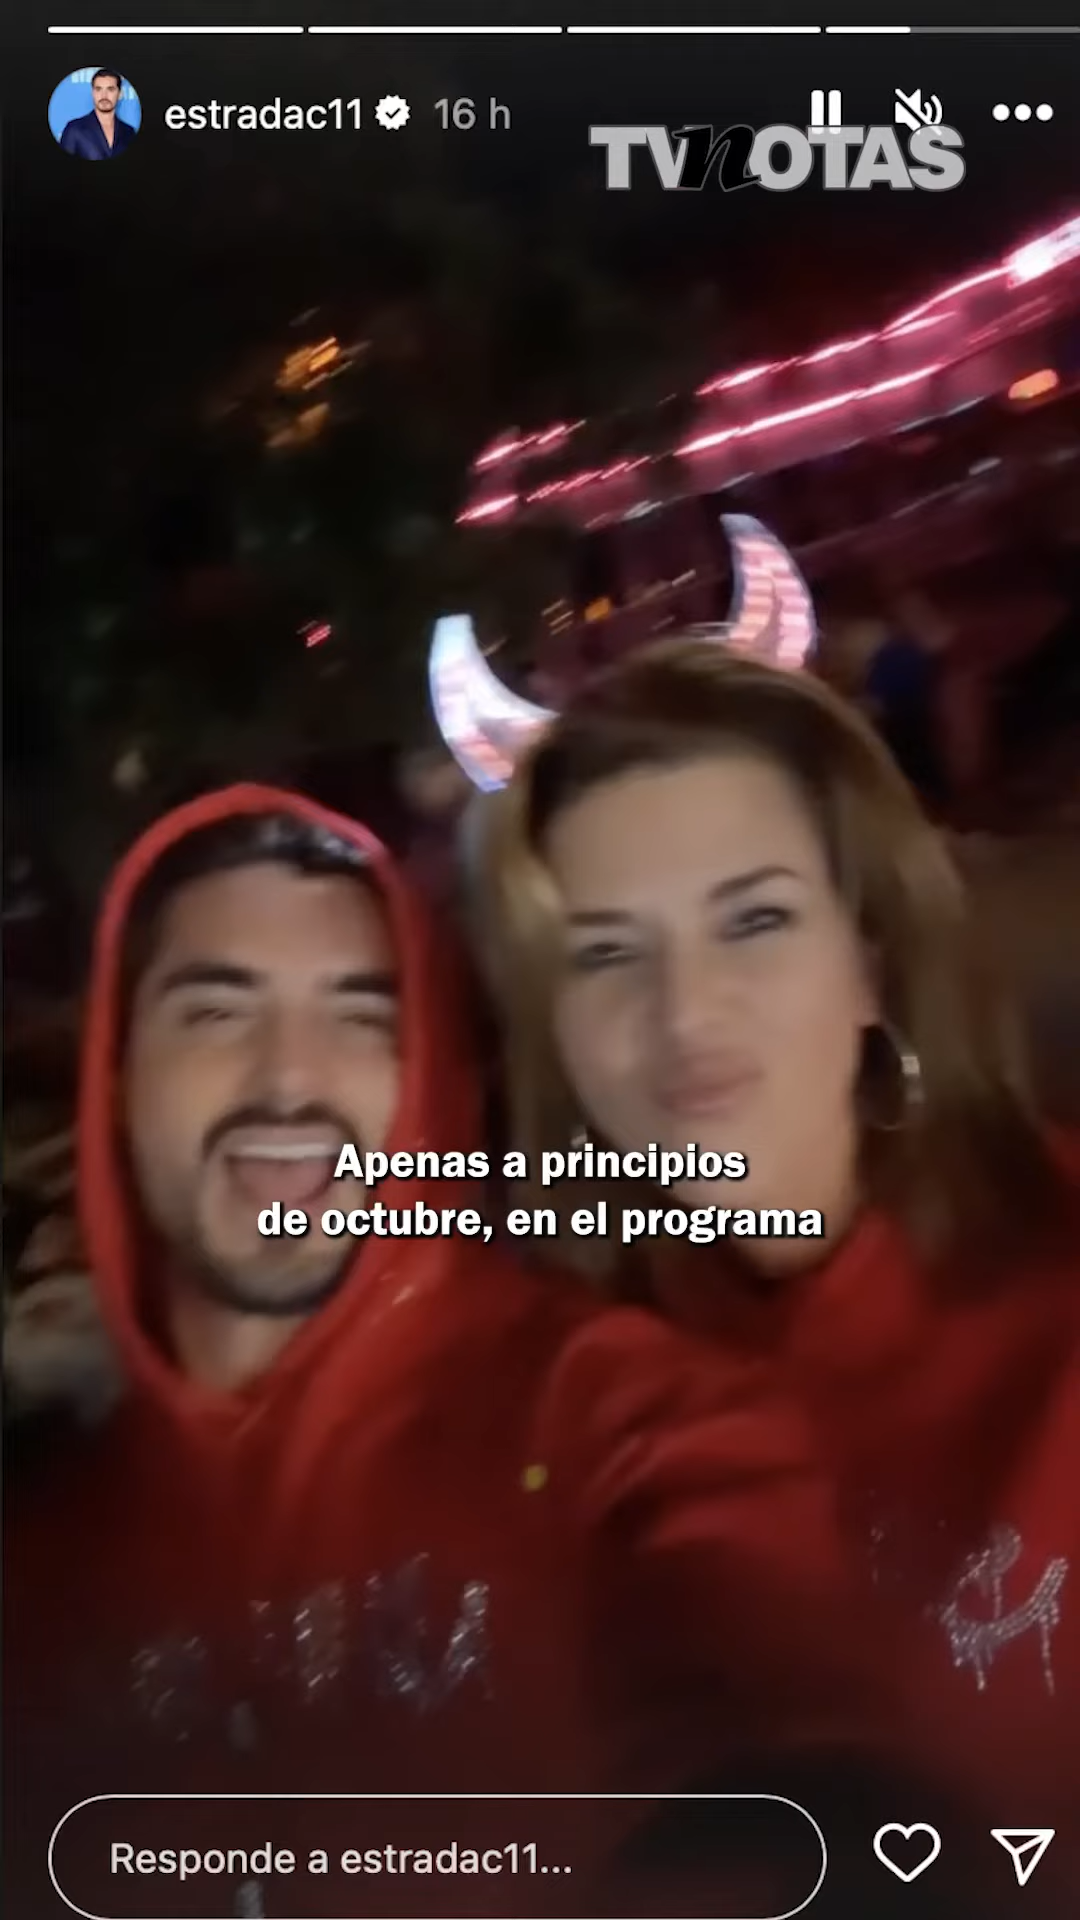 estradac11 16 h
TVnOTAS
Apenas a principios
de octubre, en el programa
Responde a estradac11...